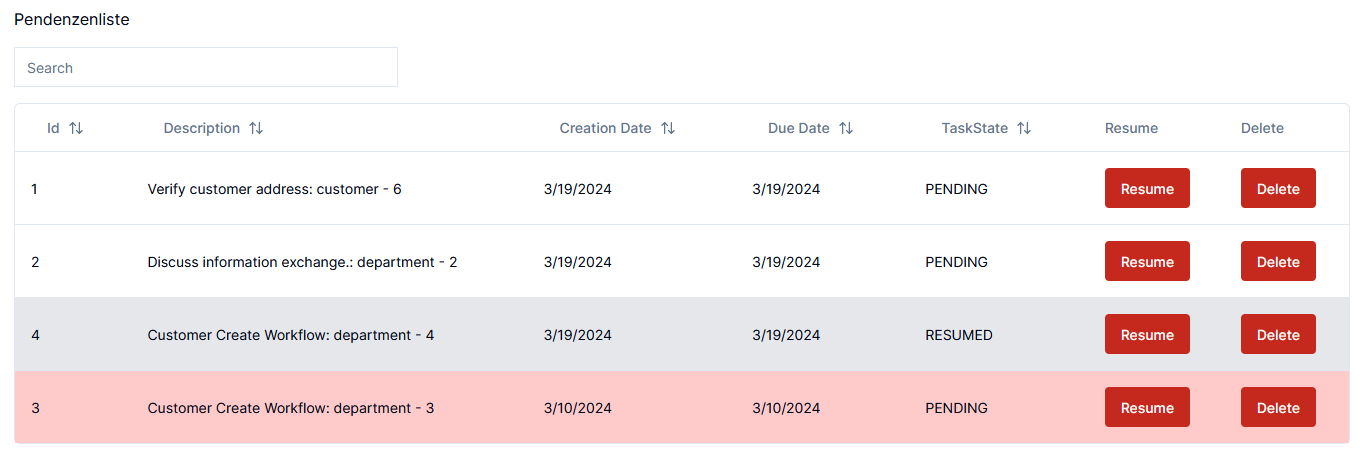 Pendenzenliste
Search
Id Description Creation Date Due Date TaskState Resume Delete
1 Verify customer address: customer - 6 3/19/2024 3/19/2024 PENDING Resume Delete
2 Discuss information exchange.: department - 2 3/19/2024 3/19/2024 PENDING Resume Delete
4 Customer Create Workflow: department - 4 3/19/2024 3/19/2024 RESUMED Resume Delete
3 Customer Create Workflow: department - 3 3/10/2024 3/10/2024 PENDING Resume Delete